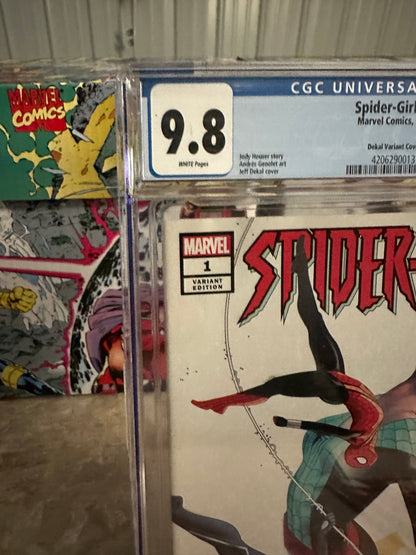 MARVEL
COMICS
CGC UNIVERSA
9.8
WHITE Pages
Spider-Girl
Marvel Comics,
Dekal Variant Cov
Jody Houser story
Andrés Genolet art
Jeff Dekal cover
4206290013
MARVEL
1
VARIANT
EDITION
SPIDER-